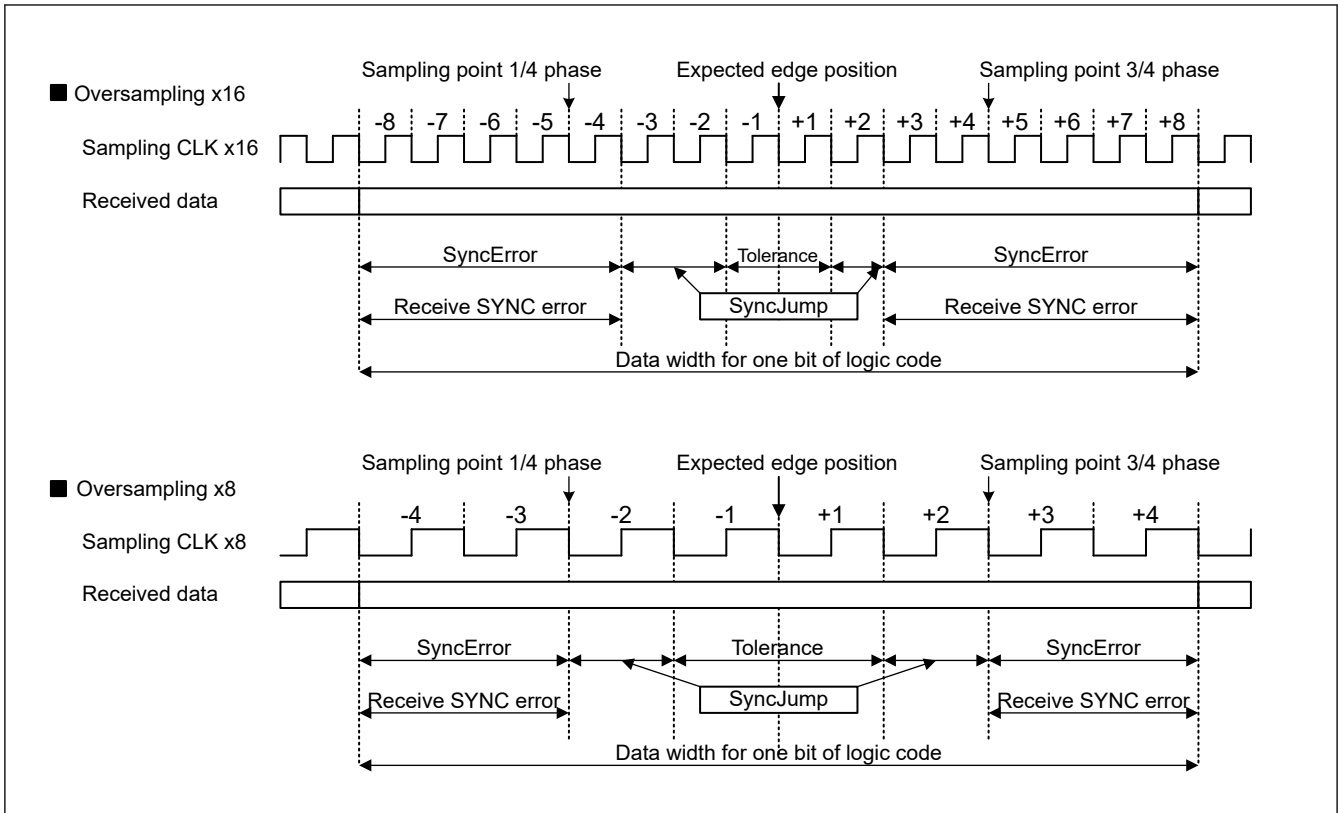 Sampling point 1/4 phase Expected edge position Sampling point 3/4 phase
■ Oversampling x16
-8 -7 -6 -5 -4 -3 -2 -1 +1 +2 +3 +4 +5 +6 +7 +8
Sampling CLK x16
Received data
SyncError Tolerance SyncError
Receive SYNC error SyncJump Receive SYNC error
Data width for one bit of logic code
Sampling point 1/4 phase Expected edge position Sampling point 3/4 phase
■ Oversampling x8
-4 -3 -2 -1 +1 +2 +3 +4
Sampling CLK x8
Received data
SyncError Tolerance SyncError
Receive SYNC error SyncJump Receive SYNC error
Data width for one bit of logic code